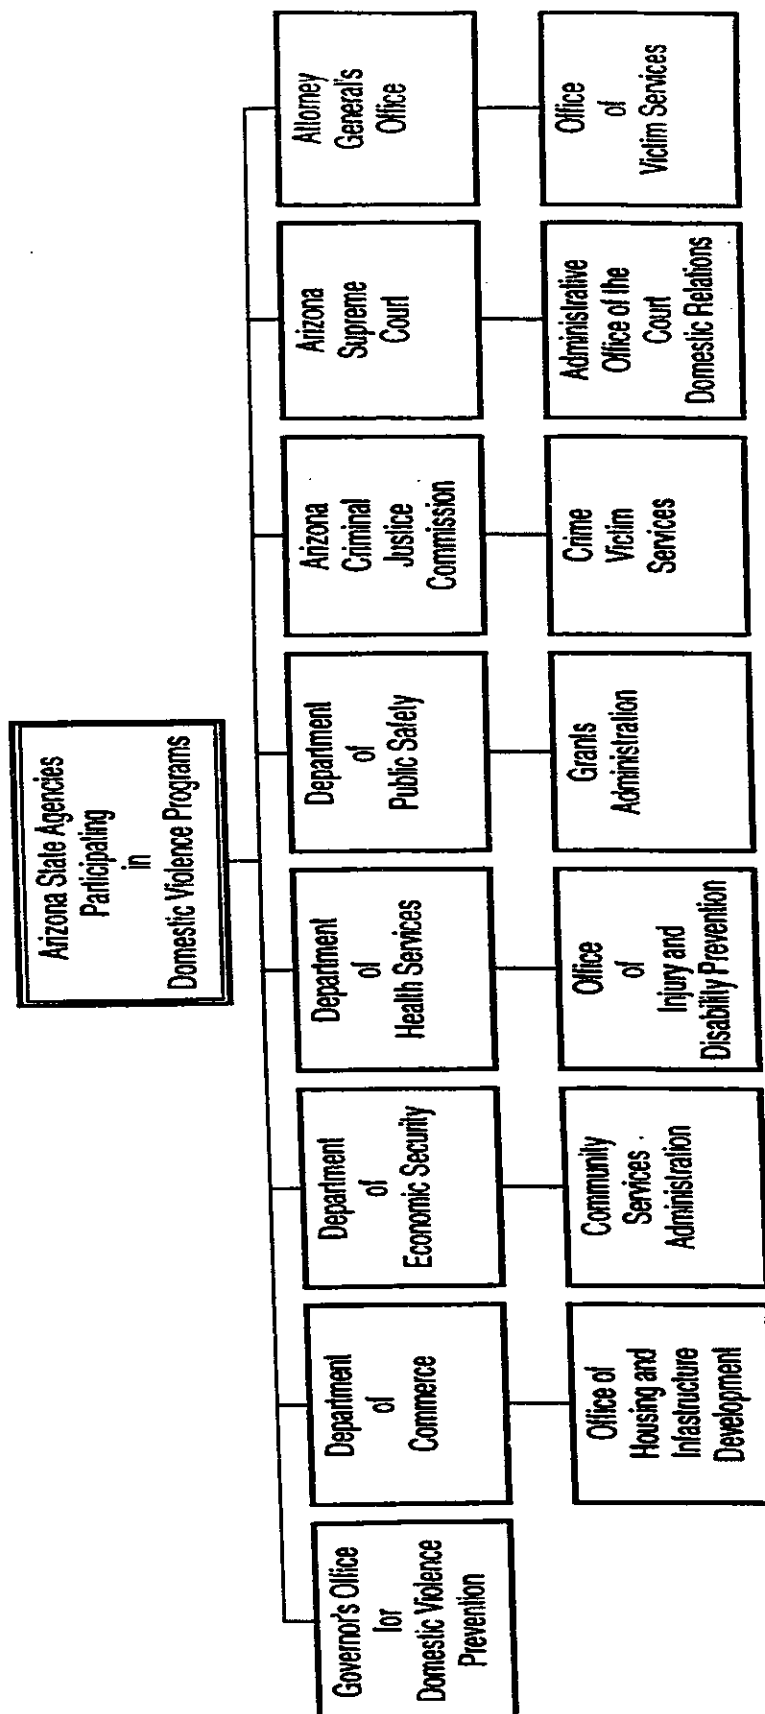 Arizona State Agencies
Participating
in
Domestic Violence Programs
Governor's Office
for
Domestic Violence
Prevention
Department
of
Commerce
Department
of
Economic Security
Department
of
Health Services
Department
of
Public Safety
Arizona
Criminal
Justice
Commission
Arizona
Supreme
Court
Attorney
General's
Office
Office of
Housing and
Infastructure
Development
Community
Services
Administration
Office
of
Injury and
Disability Prevention
Grants
Administration
Crime
Victim
Services
Administrative
Office of the
Court
Domestic Relations
Office
of
Victim Services